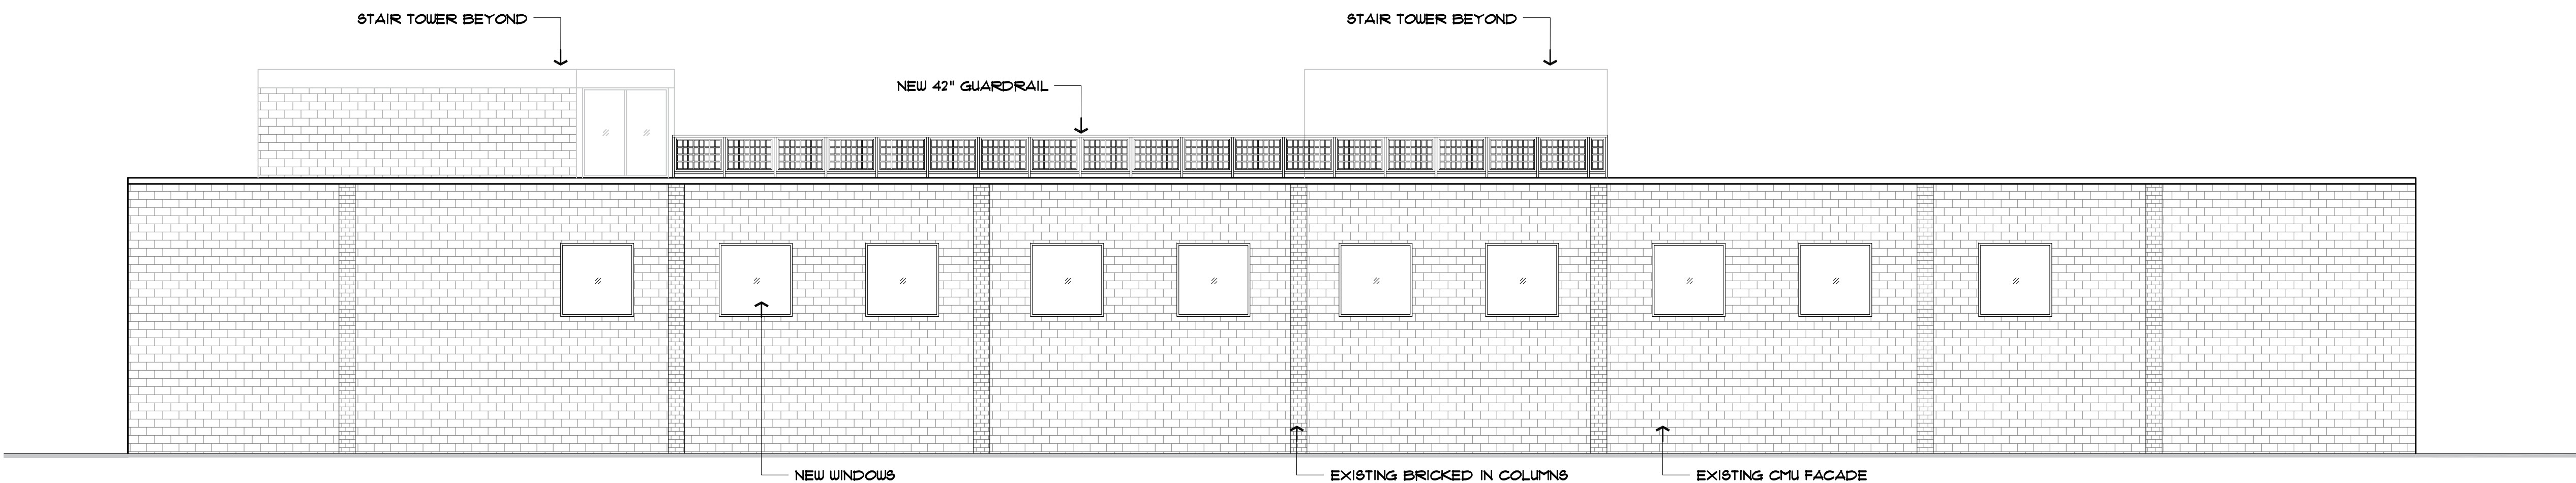 STAIR TOWER BEYOND
STAIR TOWER BEYOND
NEW 42" GUARDRAIL
NEW WINDOWS
EXISTING BRICKED IN COLUMNS
EXISTING CMU FACADE